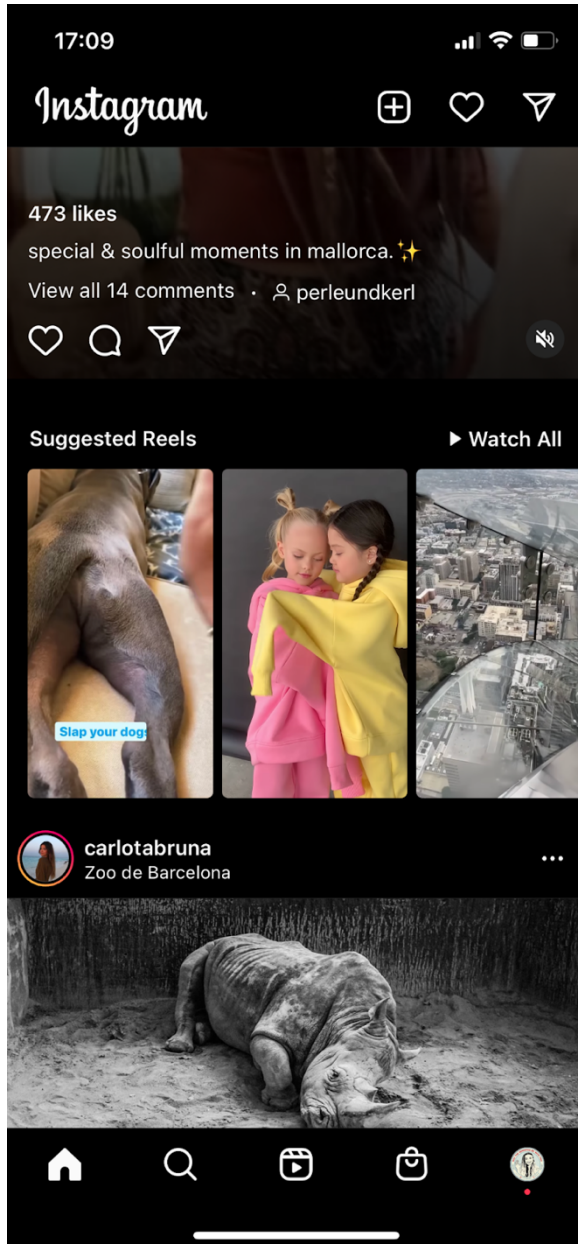 17:09
Instagram
473 likes
special & soulful moments in mallorca.✨
View all 14 comments · perleundkerl
Suggested Reels
Watch All
Slap your dogs
carlotabruna
Zoo de Barcelona